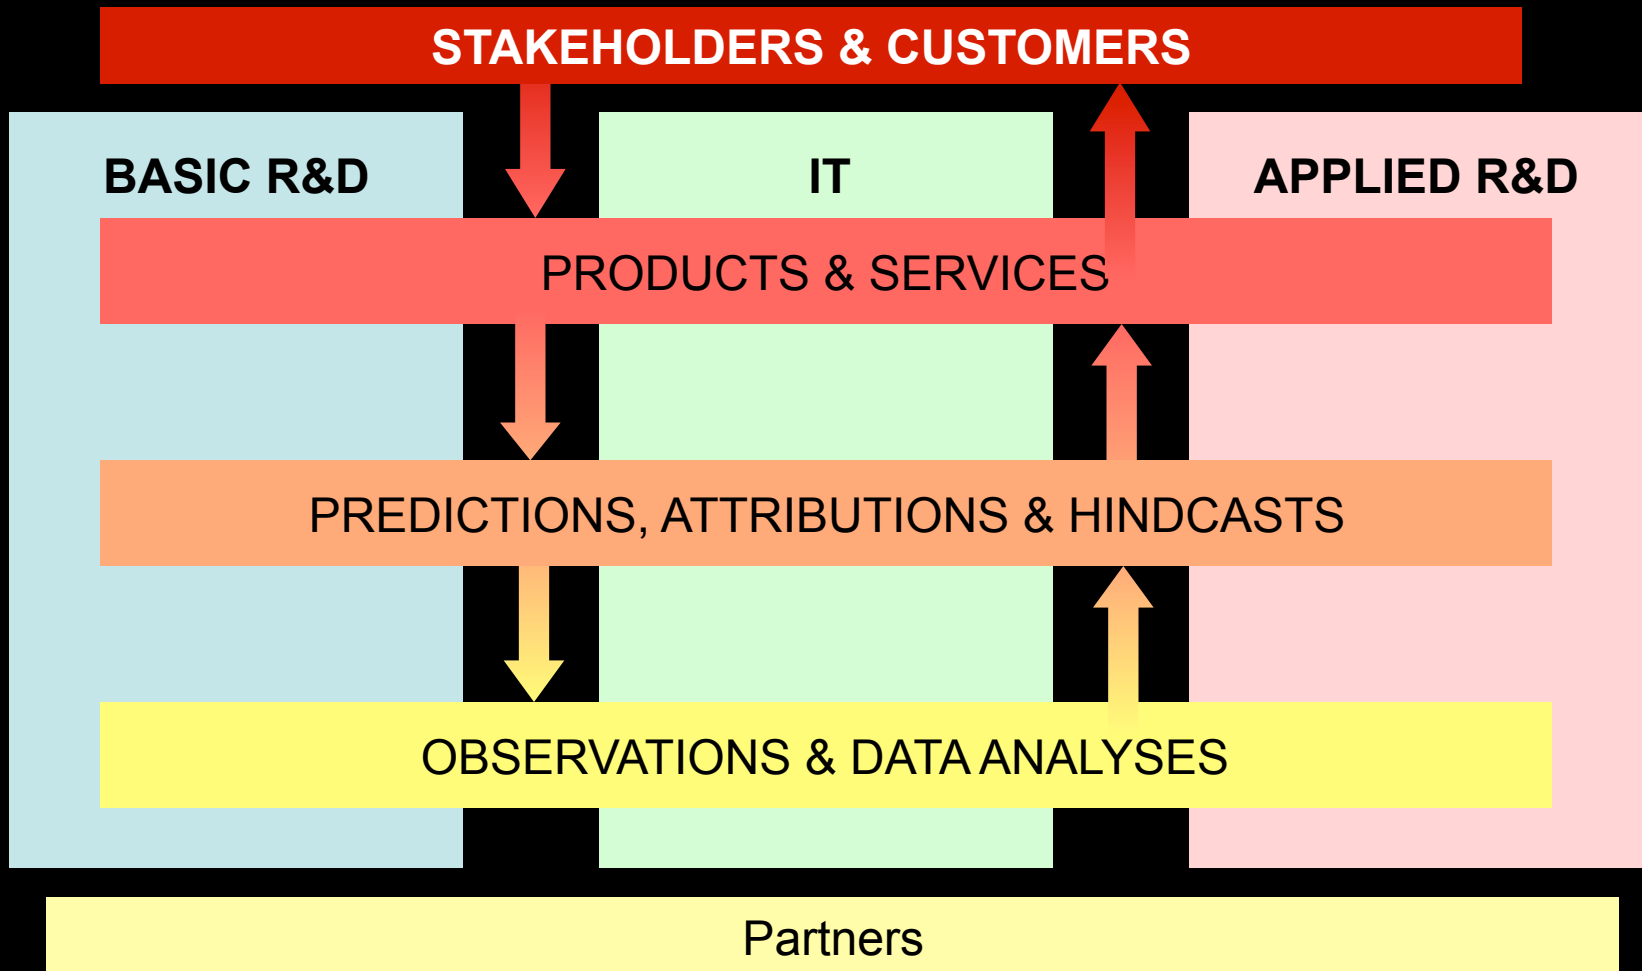 STAKEHOLDERS & CUSTOMERS
BASIC R&D
IT
APPLIED R&D
PRODUCTS & SERVICES
PREDICTIONS, ATTRIBUTIONS & HINDCASTS
OBSERVATIONS & DATA ANALYSES
Partners